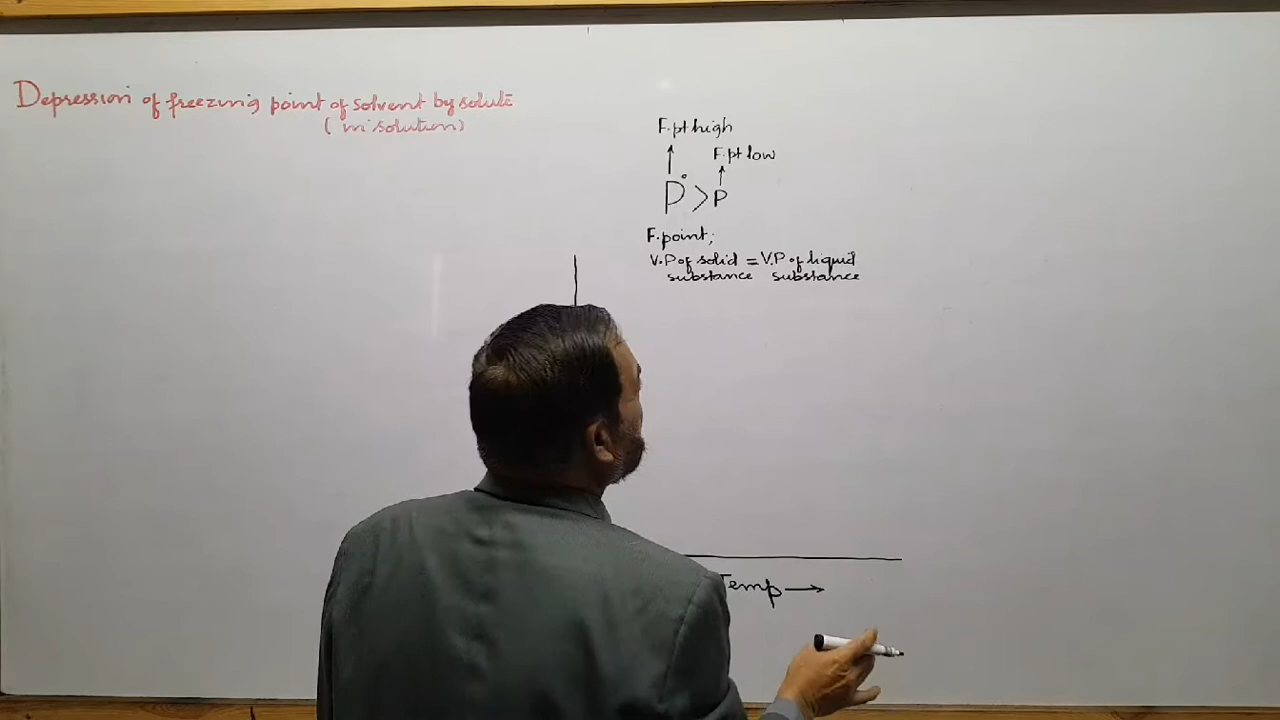 Depression of freezing point of solvent by solute
(in solution)
F.pt high
F.pt low
P° > P
F.point;
V.P of solid = V.P of liquid
substance substance
Temp →